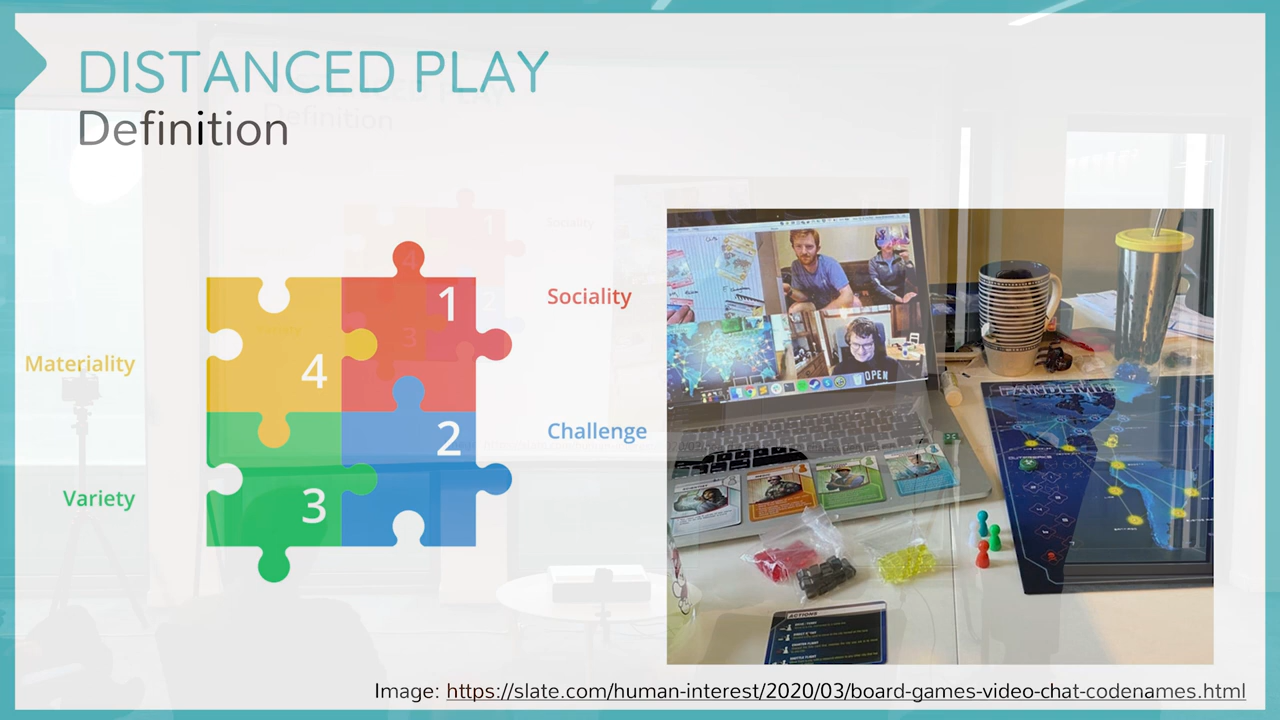 DISTANCED PLAY
Definition
1
Sociality
4
Materiality
2
Challenge
3
Variety
OPEN
PANDEMIC
ACTIONS
Image: https://slate.com/human-interest/2020/03/board-games-video-chat-codenames.html